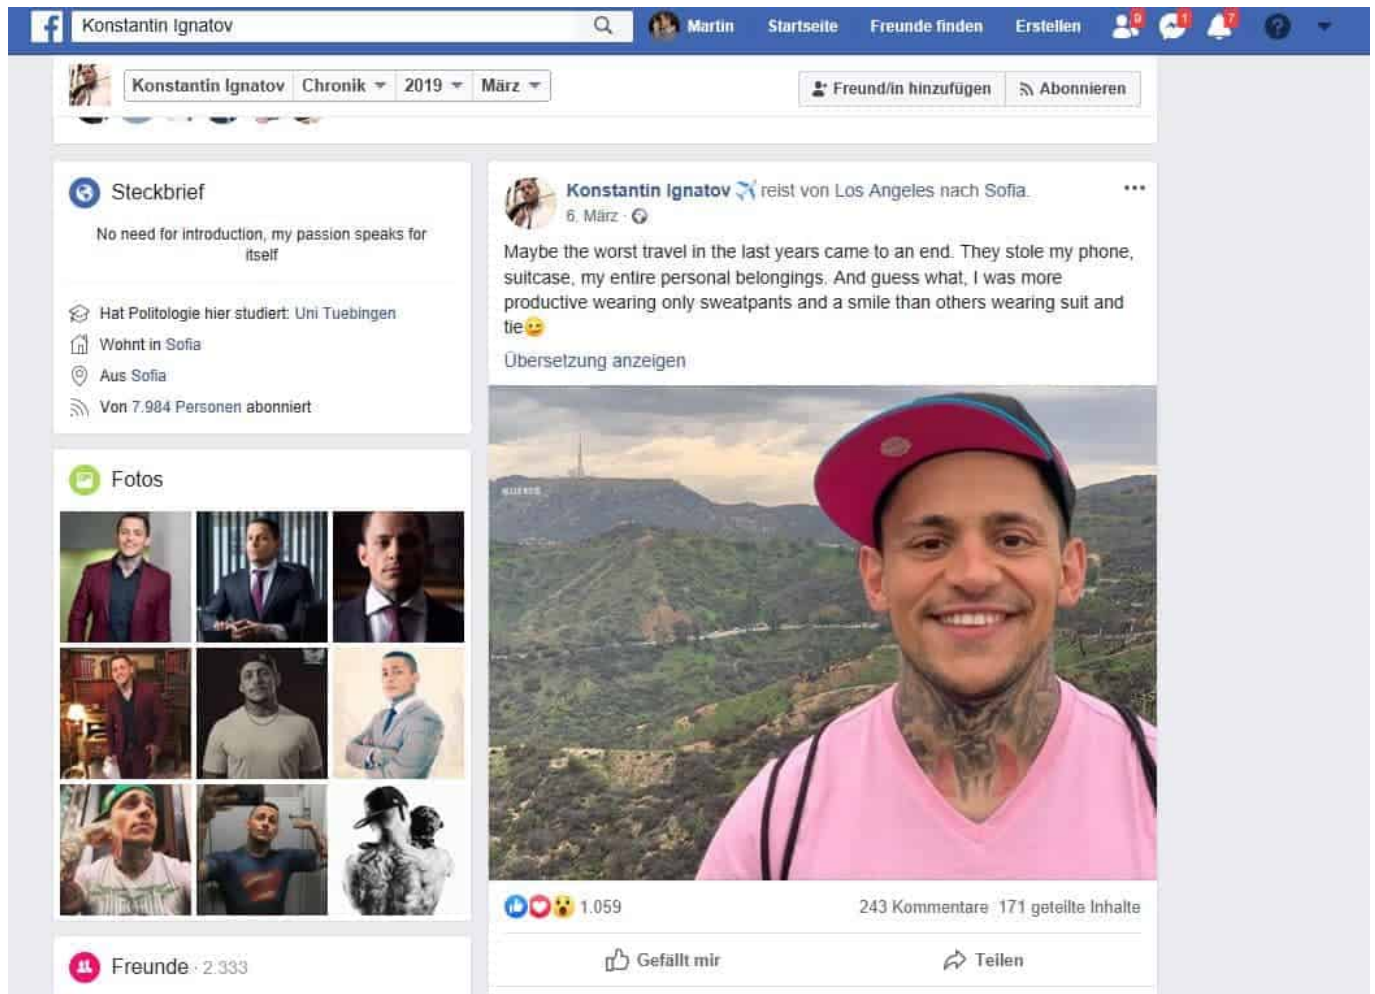 Konstantin Ignatov
Martin Startseite Freunde finden Erstellen 9 1 7
Konstantin Ignatov Chronik 2019 März
Freund/in hinzufügen Abonnieren
Steckbrief
No need for introduction, my passion speaks for
itself
Hat Politologie hier studiert: Uni Tuebingen
Wohnt in Sofia
Aus Sofia
Von 7.984 Personen abonniert
Fotos
Freunde · 2.333
Konstantin Ignatov reist von Los Angeles nach Sofia.
6. März ·
Maybe the worst travel in the last years came to an end. They stole my phone,
suitcase, my entire personal belongings. And guess what, I was more
productive wearing only sweatpants and a smile than others wearing suit and
tie
Übersetzung anzeigen
1.059
243 Kommentare 171 geteilte Inhalte
Gefällt mir
Teilen